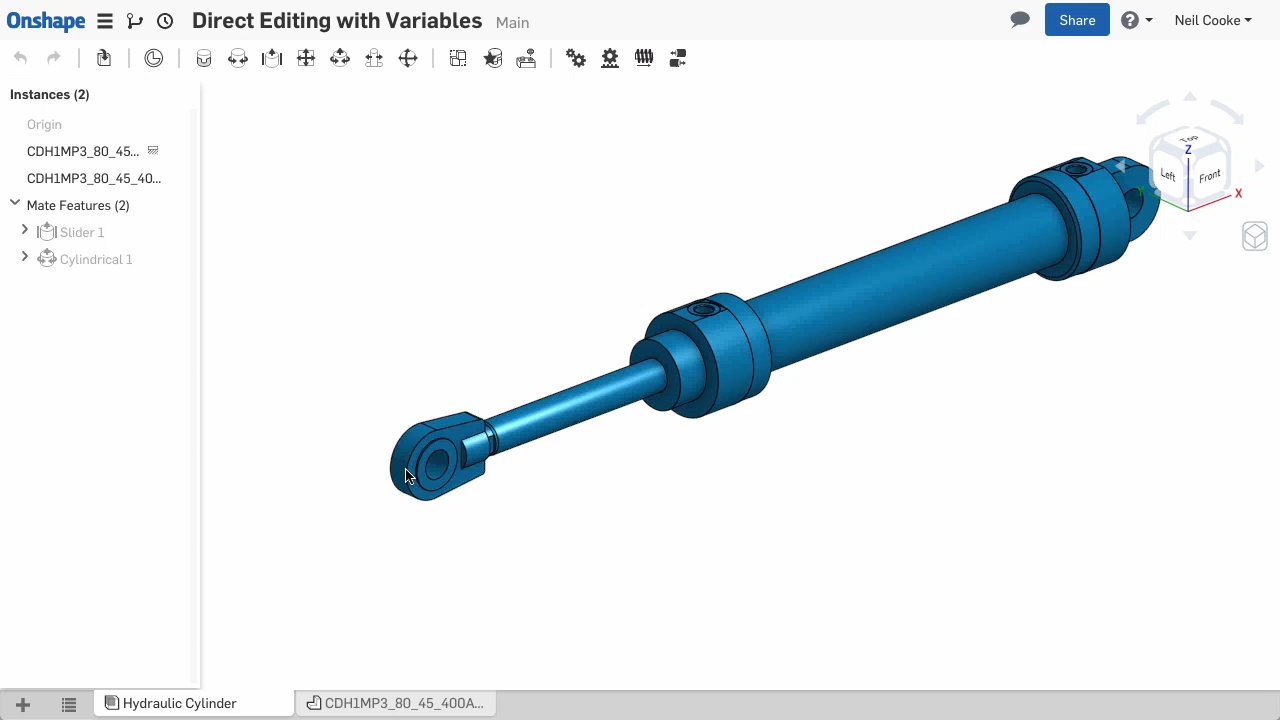 Onshape Direct Editing with Variables Main Share Neil Cooke
Instances (2)
Origin
CDH1MP3_80_45...
CDH1MP3_80_45_40...
Mate Features (2)
Slider 1
Cylindrical 1
Top
Z
Left Front
Y X
Hydraulic Cylinder CDH1MP3_80_45_400A...